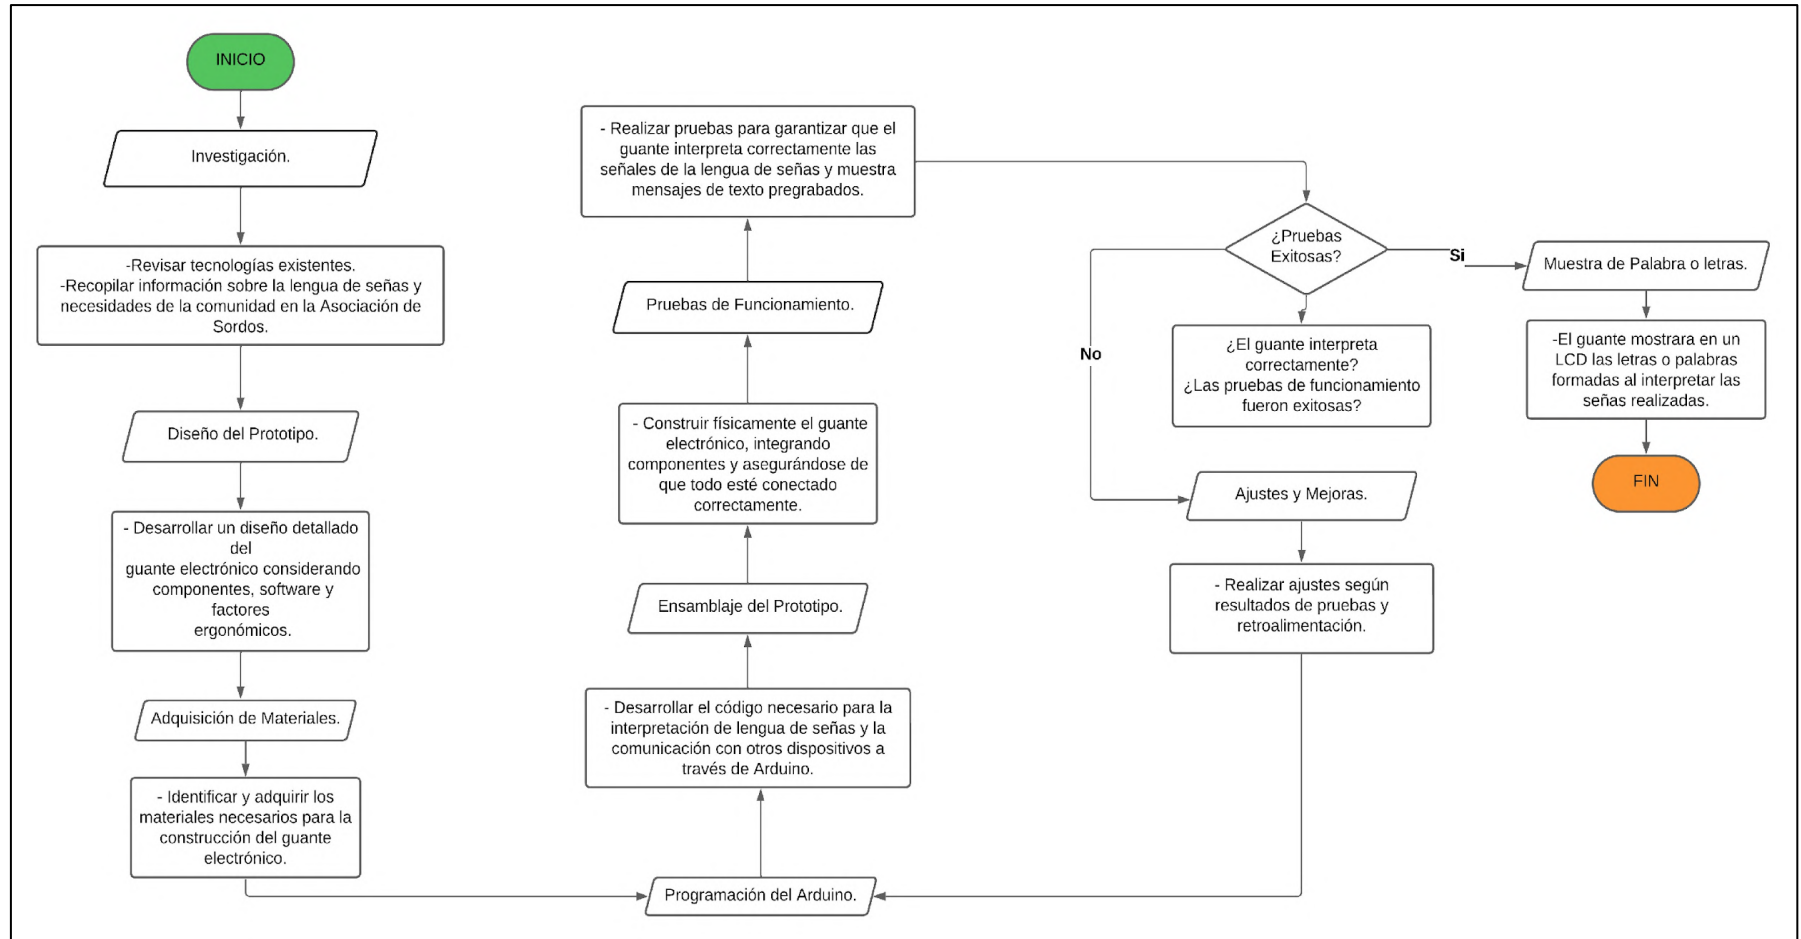 INICIO
Investigación.
-Revisar tecnologías existentes.
-Recopilar información sobre la lengua de señas y
necesidades de la comunidad en la Asociación de
Sordos.
Diseño del Prototipo.
- Desarrollar un diseño detallado
del
guante electrónico considerando
componentes, software y
factores
ergonómicos.
Adquisición de Materiales.
- Identificar y adquirir los
materiales necesarios para la
construcción del guante
electrónico.
Programación del Arduino.
- Desarrollar el código necesario para la
interpretación de lengua de señas y la
comunicación con otros dispositivos a
través de Arduino.
Ensamblaje del Prototipo.
- Construir físicamente el guante
electrónico, integrando
componentes y asegurándose de
que todo esté conectado
correctamente.
Pruebas de Funcionamiento.
- Realizar pruebas para garantizar que el
guante interpreta correctamente las
señales de la lengua de señas y muestra
mensajes de texto pregrabados.
¿Pruebas
Exitosas?
¿El guante interpreta
correctamente?
¿Las pruebas de funcionamiento
fueron exitosas?
No
Ajustes y Mejoras.
- Realizar ajustes según
resultados de pruebas y
retroalimentación.
Si
Muestra de Palabra o letras.
-El guante mostrara en un
LCD las letras o palabras
formadas al interpretar las
señas realizadas.
FIN